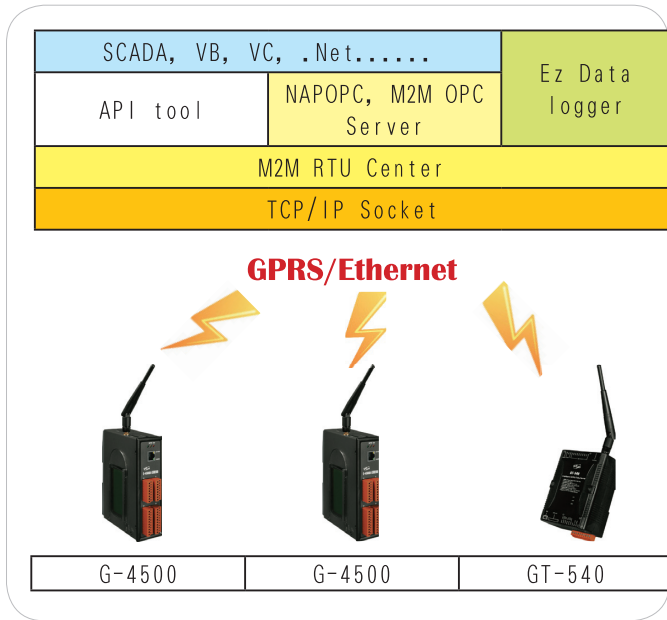 SCADA, VB, VC, .Net......
Ez Data
logger
API tool
NAPOPC, M2M OPC
Server
M2M RTU Center
TCP/IP Socket
GPRS/Ethernet
G-4500
G-4500
GT-540